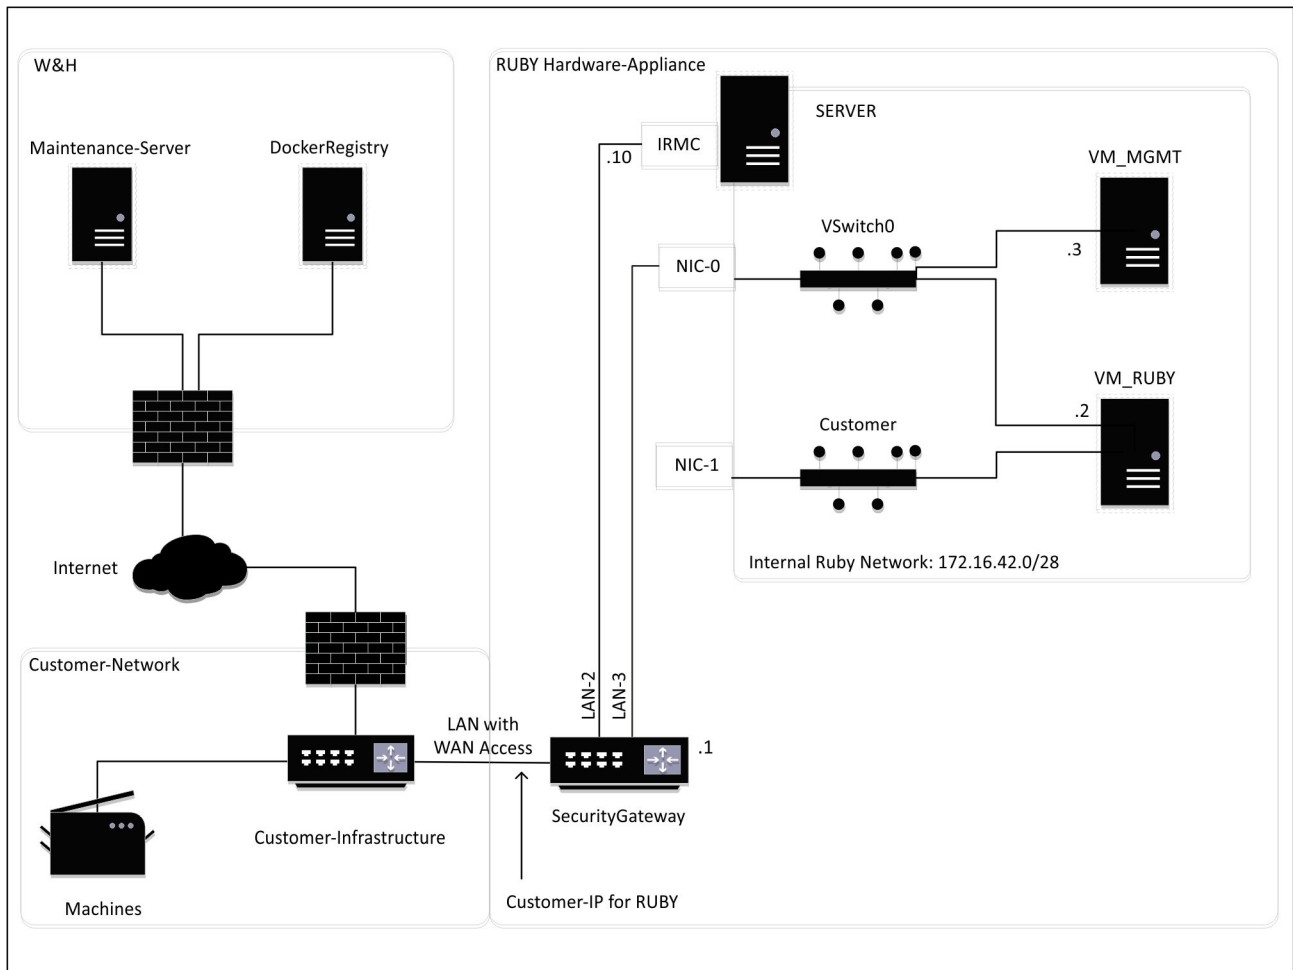 W&H
RUBY Hardware-Appliance
SERVER
Maintenance-Server
DockerRegistry
IRMC
.10
VM_MGMT
VSwitch0
.3
NIC-0
VM_RUBY
.2
Customer
NIC-1
Internal Ruby Network: 172.16.42.0/28
Internet
Customer-Network
LAN-2
LAN-3
LAN with
WAN Access
.1
SecurityGateway
Customer-Infrastructure
Customer-IP for RUBY
Machines